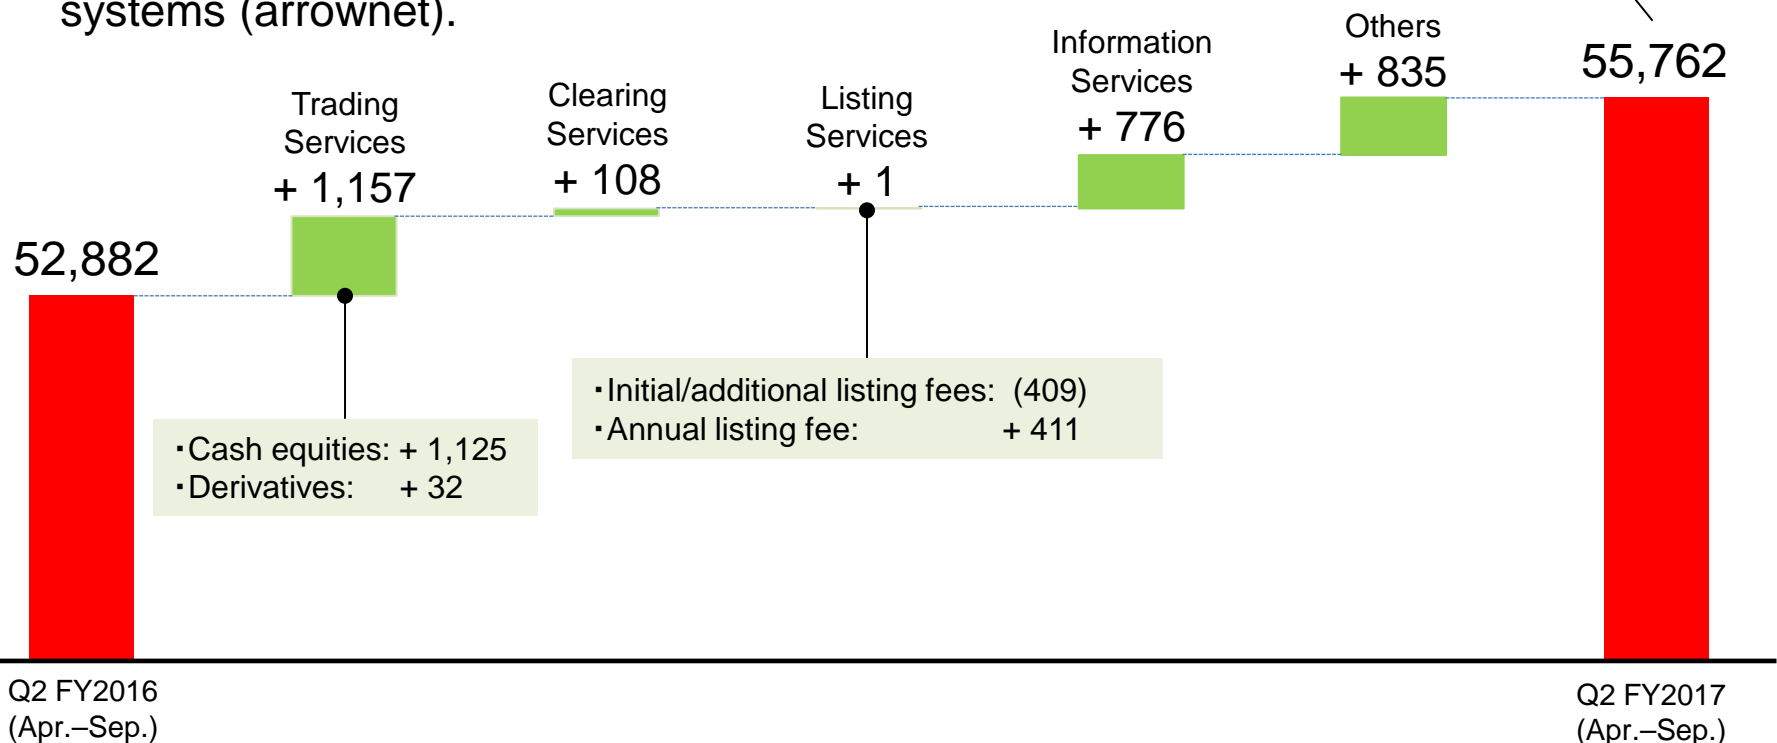 systems (arrownet).
Others
+ 835
55,762
Information
Services
+ 776
Trading
Services
+ 1,157
Clearing
Services
+ 108
Listing
Services
+ 1
52,882
・Initial/additional listing fees: (409)
・Annual listing fee: + 411
・Cash equities: + 1,125
・Derivatives: + 32
Q2 FY2016
(Apr.–Sep.)
Q2 FY2017
(Apr.–Sep.)